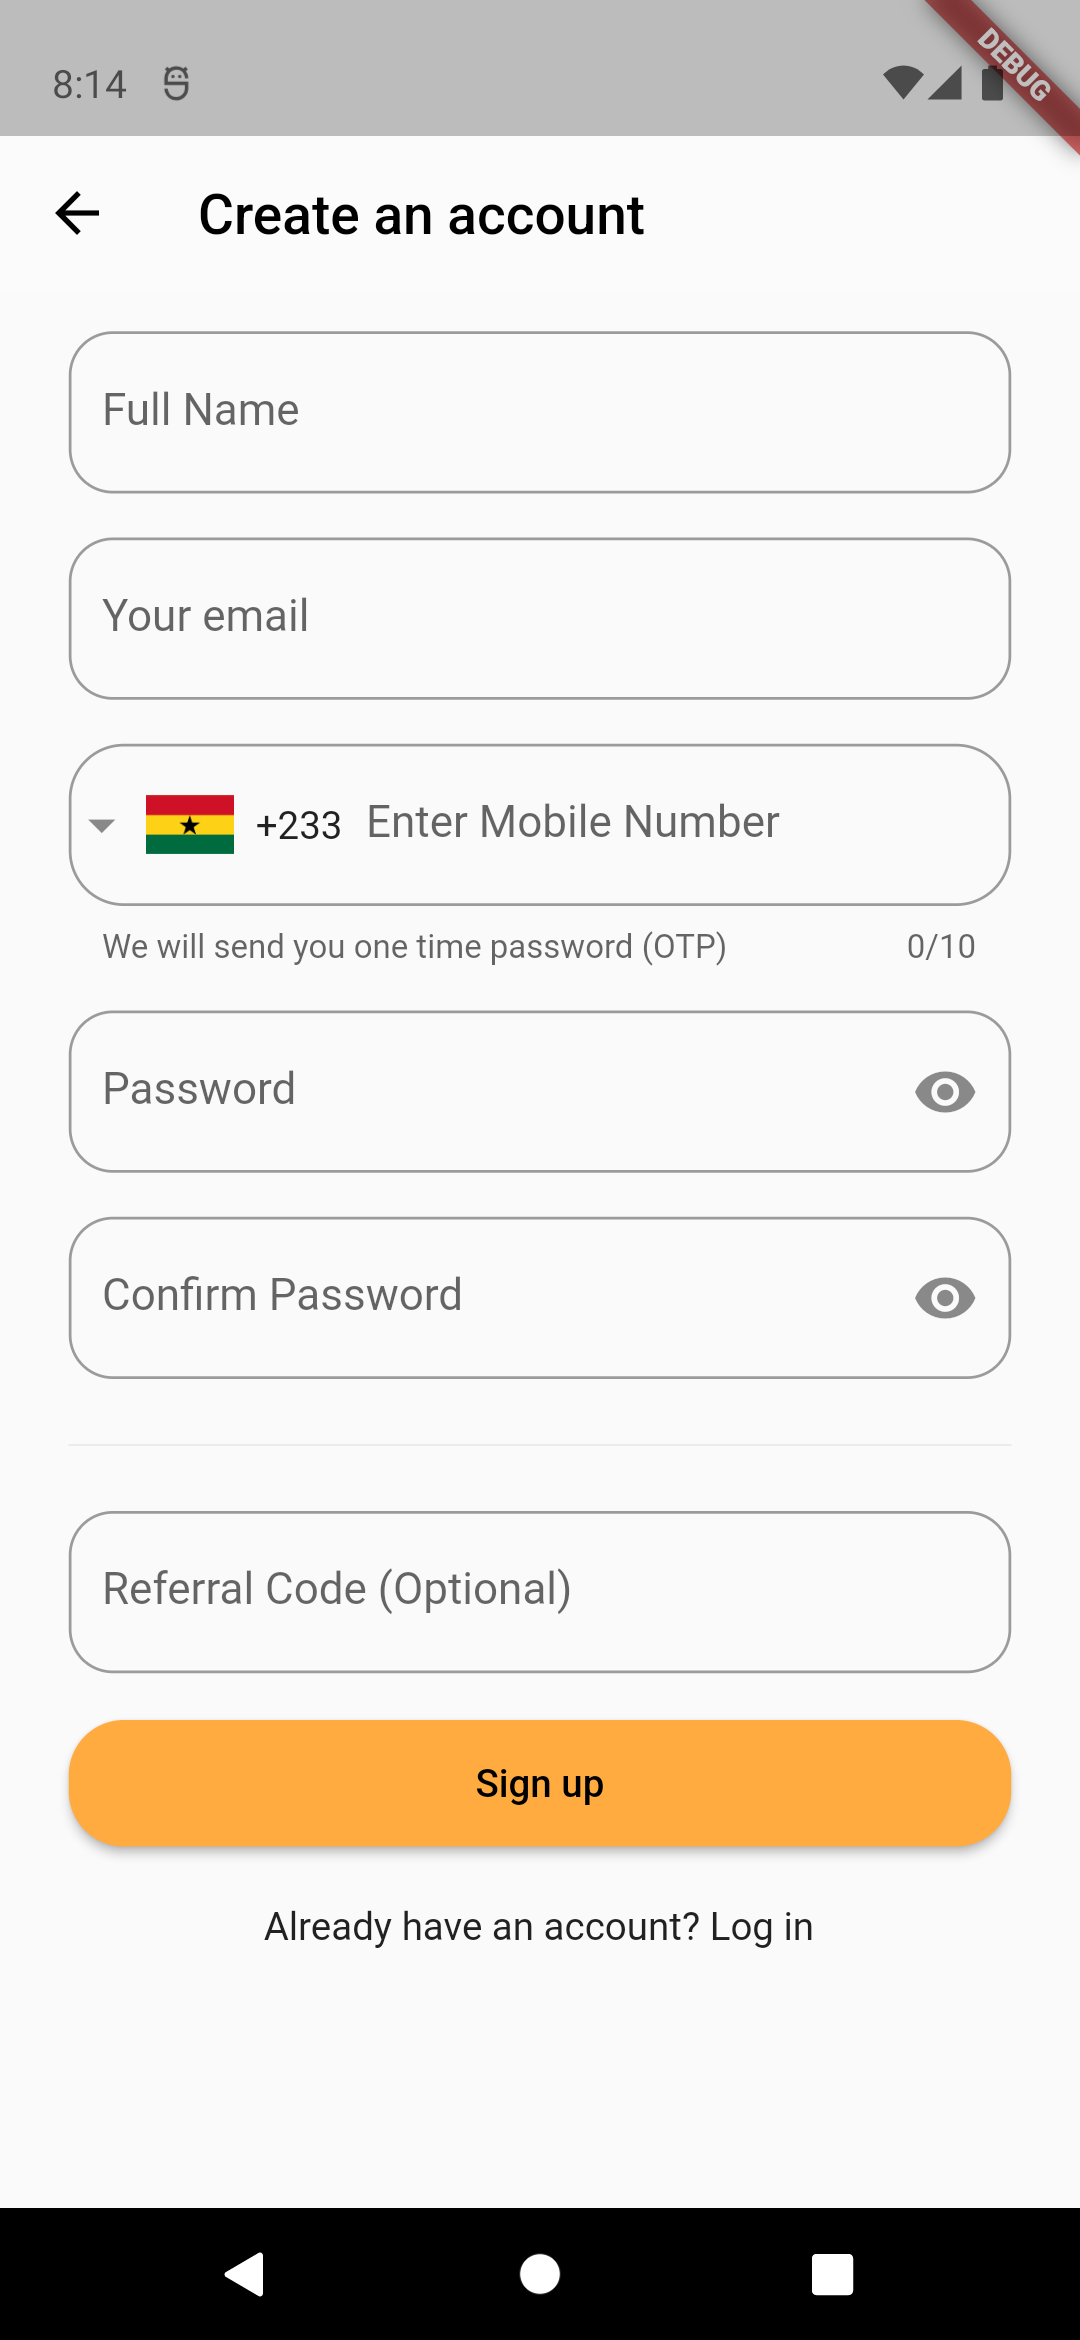 8:14
DEBUG
Create an account
Full Name
Your email
+233 Enter Mobile Number
We will send you one time password (OTP) 0/10
Password
Confirm Password
Referral Code (Optional)
Sign up
Already have an account? Log in